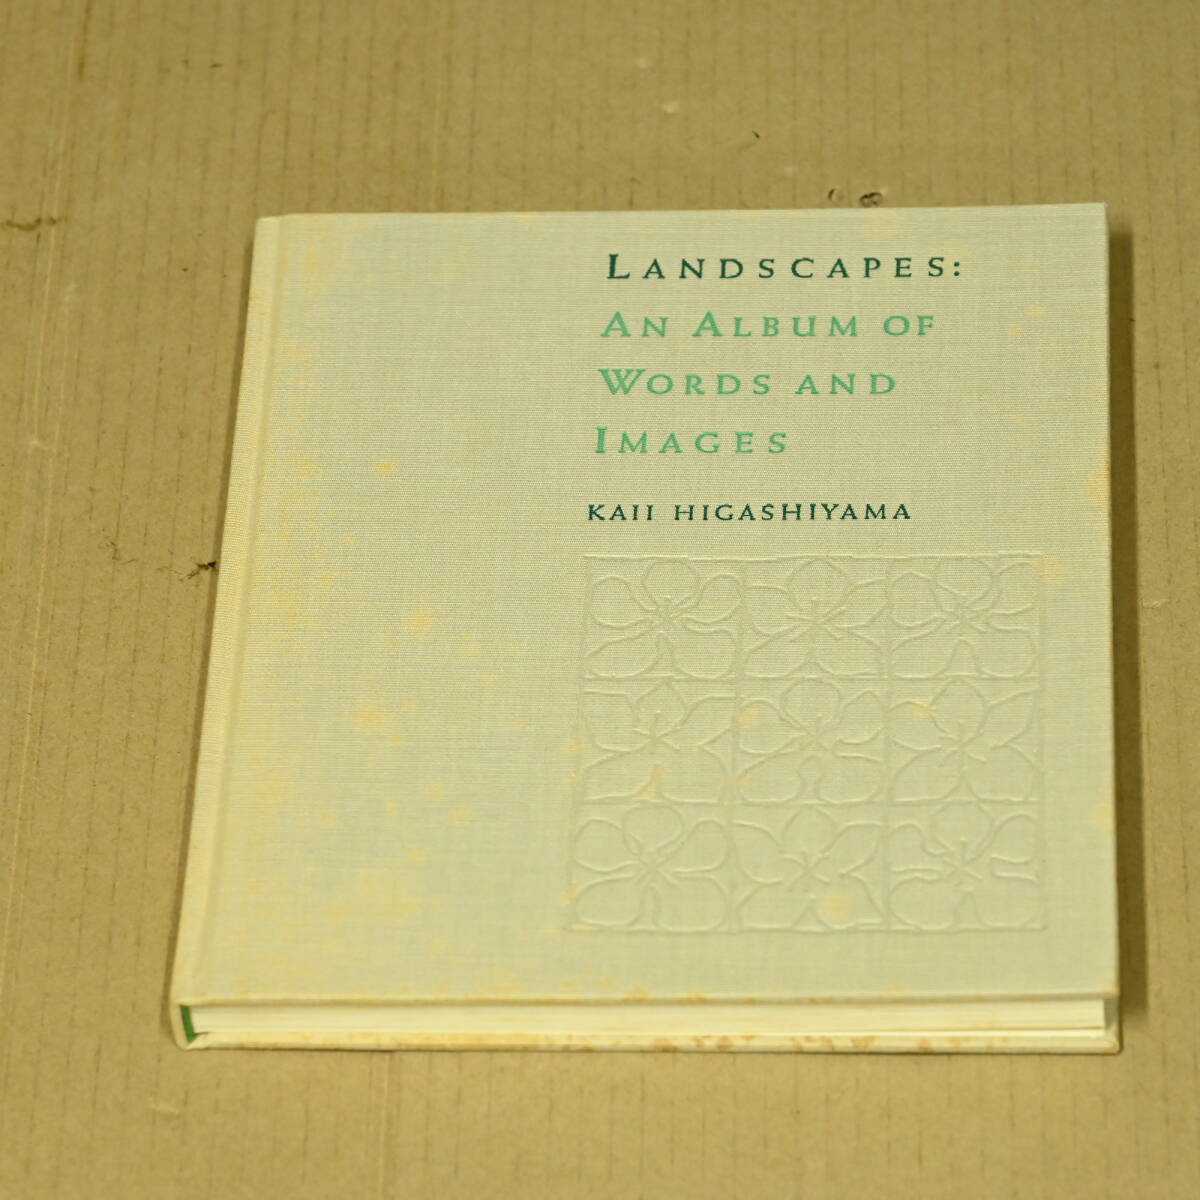 LANDSCAPES:
AN ALBUM OF
WORDS AND
IMAGES
KAII HIGASHIYAMA